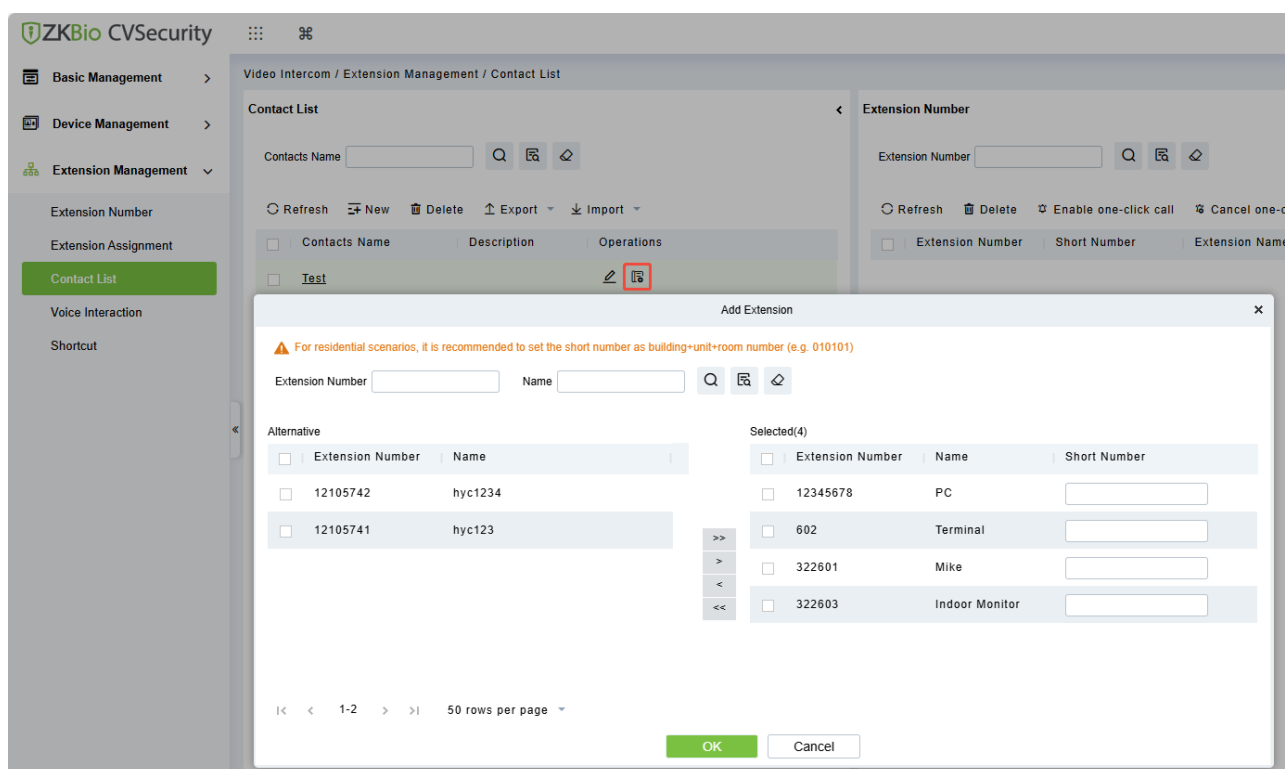 ZKBio CVSecurity
Basic Management
Device Management
Extension Management
Extension Number
Extension Assignment
Contact List
Voice Interaction
Shortcut
Video Intercom / Extension Management / Contact List
Contact List
Contacts Name
Refresh New Delete Export Import
Contacts Name Description Operations
Test
Extension Number
Extension Number
Refresh Delete Enable one-click call Cancel one-c
Extension Number Short Number Extension Name
Add Extension
For residential scenarios, it is recommended to set the short number as building+unit+room number (e.g. 010101)
Extension Number Name
Alternative
Extension Number Name
12105742 hyc1234
12105741 hyc123
>>
>
<
<<
Selected(4)
Extension Number Name Short Number
12345678 PC
602 Terminal
322601 Mike
322603 Indoor Monitor
1-2 50 rows per page
OK Cancel